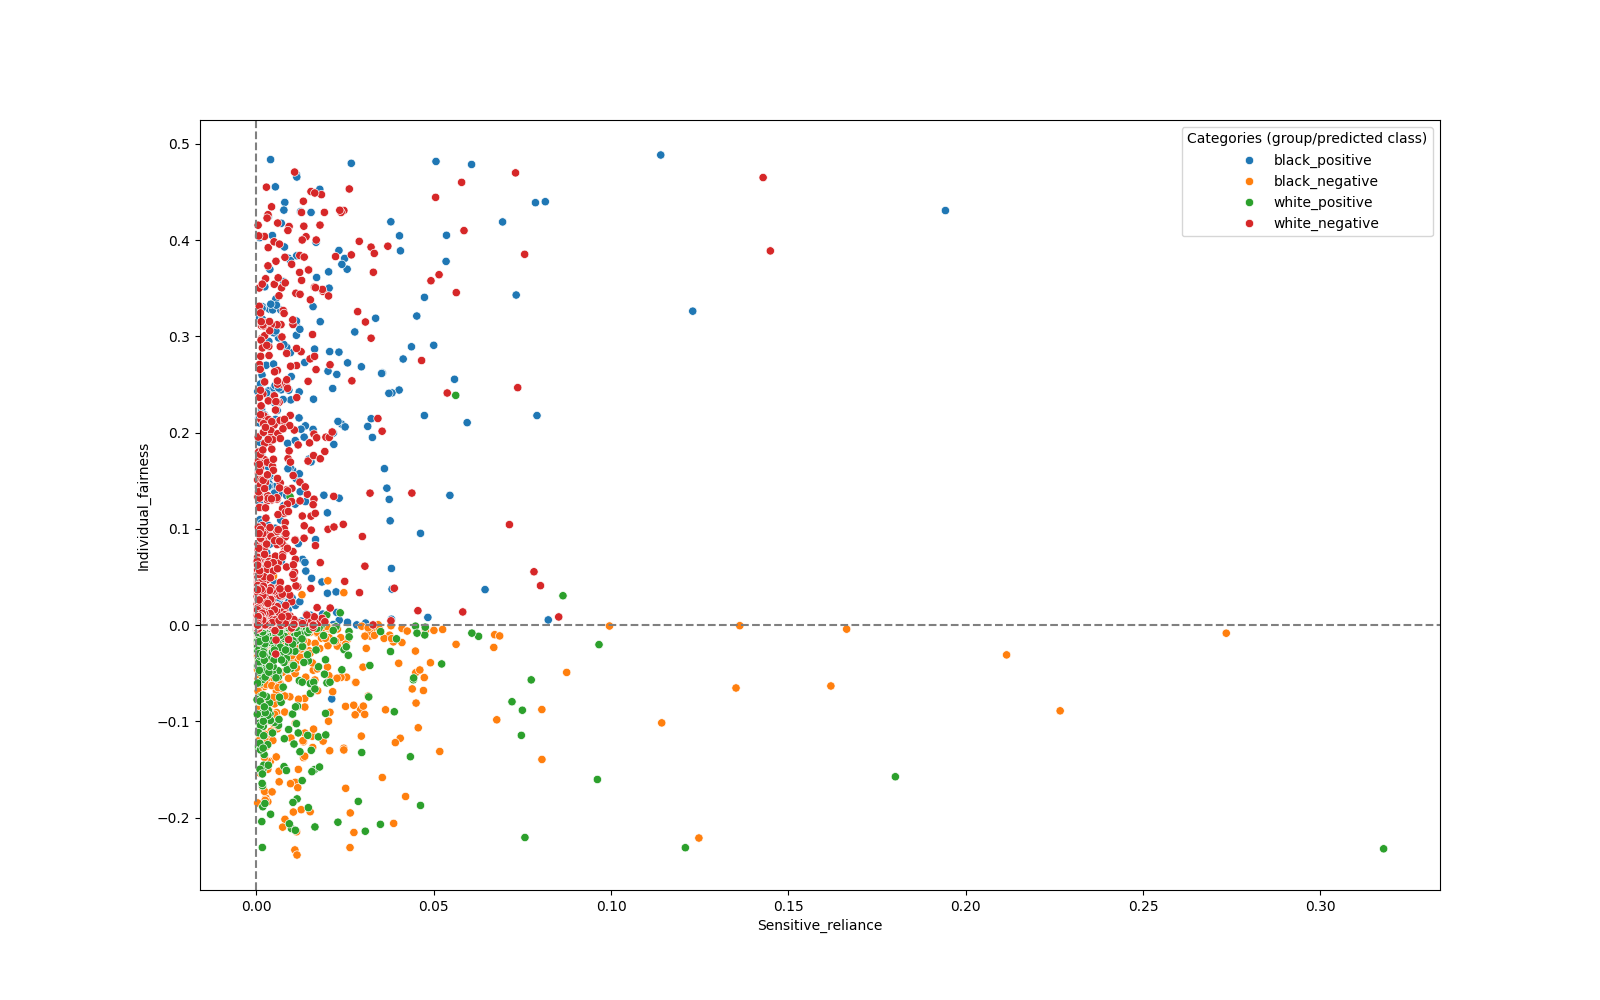 Categories (group/predicted class)
black_positive
black_negative
white_positive
white_negative
0.5
0.4
0.3
0.2
0.1
0.0
−0.1
−0.2
Individual_fairness
0.00 0.05 0.10 0.15 0.20 0.25 0.30
Sensitive_reliance